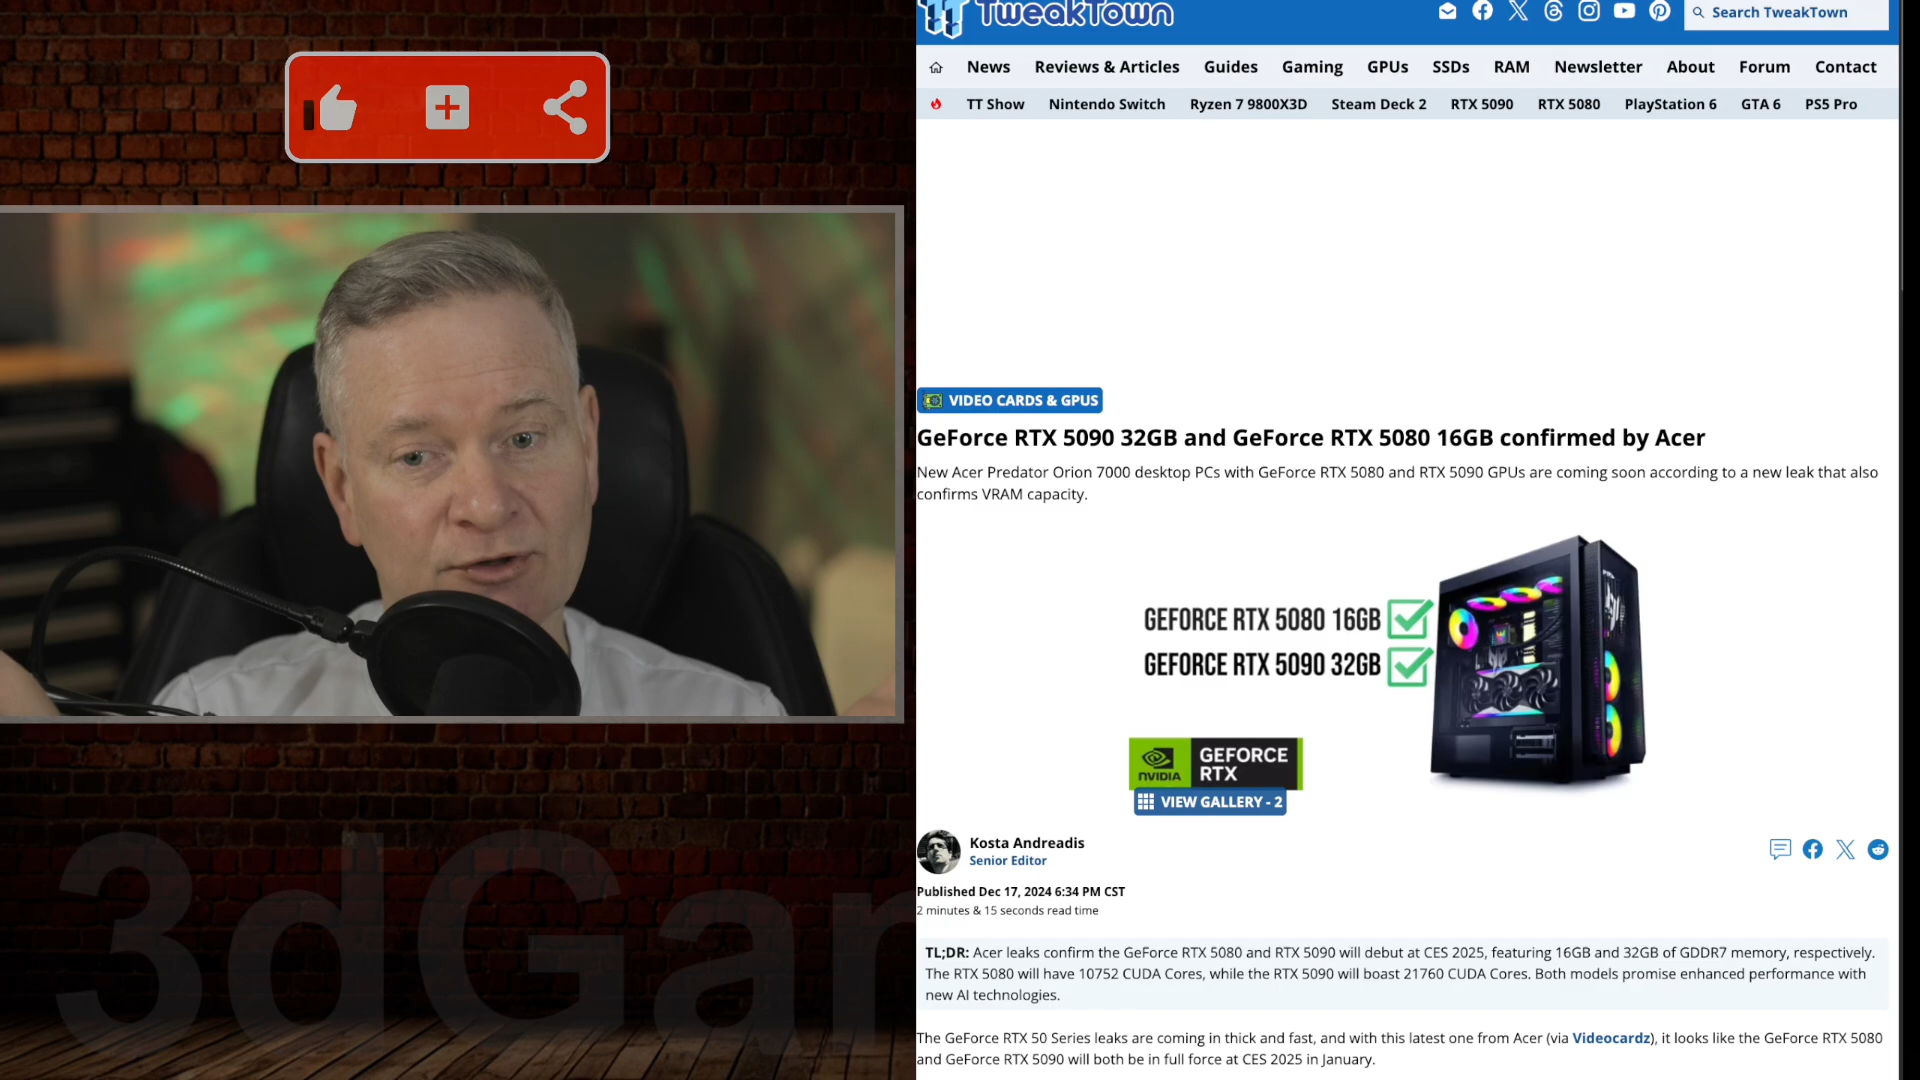 TweakTown
Search TweakTown
News Reviews & Articles Guides Gaming GPUs SSDs RAM Newsletter About Forum Contact
TT Show Nintendo Switch Ryzen 7 9800X3D Steam Deck 2 RTX 5090 RTX 5080 PlayStation 6 GTA 6 PS5 Pro
VIDEO CARDS & GPUS
GeForce RTX 5090 32GB and GeForce RTX 5080 16GB confirmed by Acer
New Acer Predator Orion 7000 desktop PCs with GeForce RTX 5080 and RTX 5090 GPUs are coming soon according to a new leak that also
confirms VRAM capacity.
GEFORCE RTX 5080 16GB
GEFORCE RTX 5090 32GB
NVIDIA
GEFORCE
RTX
VIEW GALLERY - 2
Kosta Andreadis
Senior Editor
Published Dec 17, 2024 6:34 PM CST
2 minutes & 15 seconds read time
TL;DR: Acer leaks confirm the GeForce RTX 5080 and RTX 5090 will debut at CES 2025, featuring 16GB and 32GB of GDDR7 memory, respectively.
The RTX 5080 will have 10752 CUDA Cores, while the RTX 5090 will boast 21760 CUDA Cores. Both models promise enhanced performance with
new AI technologies.
The GeForce RTX 50 Series leaks are coming in thick and fast, and with this latest one from Acer (via Videocardz), it looks like the GeForce RTX 5080
and GeForce RTX 5090 will both be in full force at CES 2025 in January.
3dGar